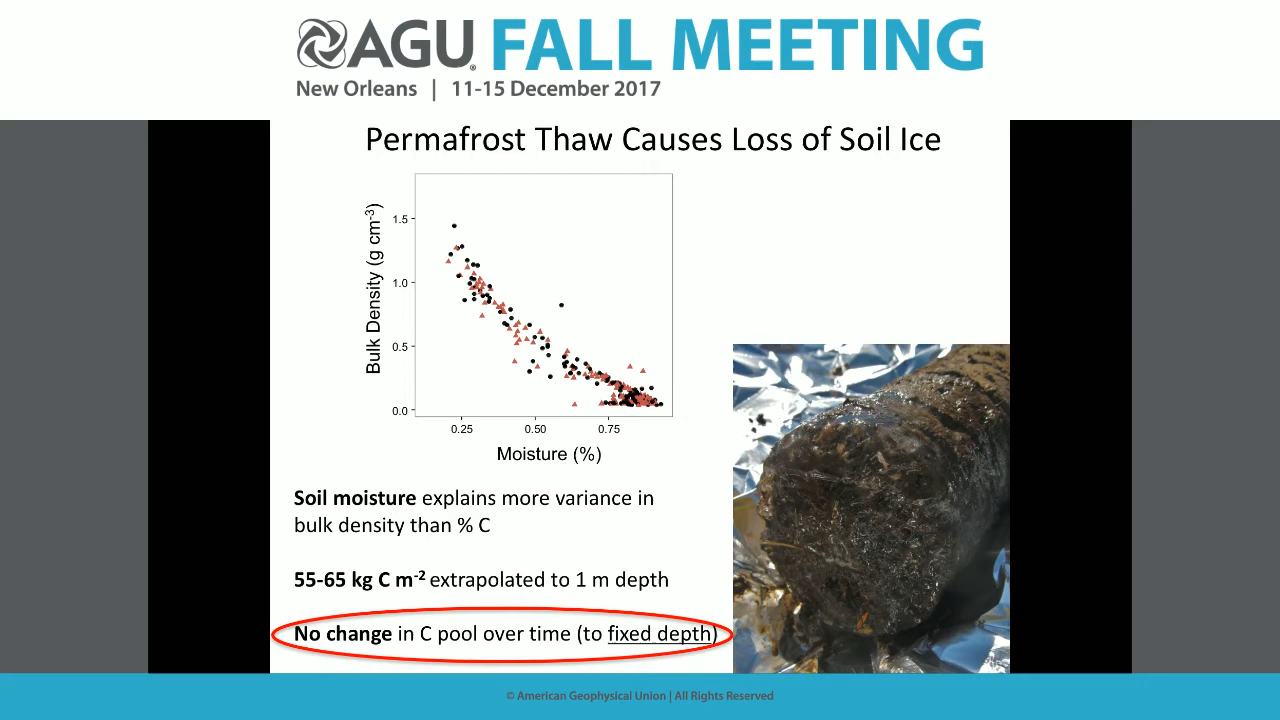 AGU FALL MEETING
New Orleans | 11-15 December 2017
Permafrost Thaw Causes Loss of Soil Ice
Bulk Density (g cm-3)
1.5
1.0
0.5
0.0
0.25 0.50 0.75
Moisture (%)
Soil moisture explains more variance in
bulk density than % C
55-65 kg C m-2 extrapolated to 1 m depth
No change in C pool over time (to fixed depth)
© American Geophysical Union | All Rights Reserved